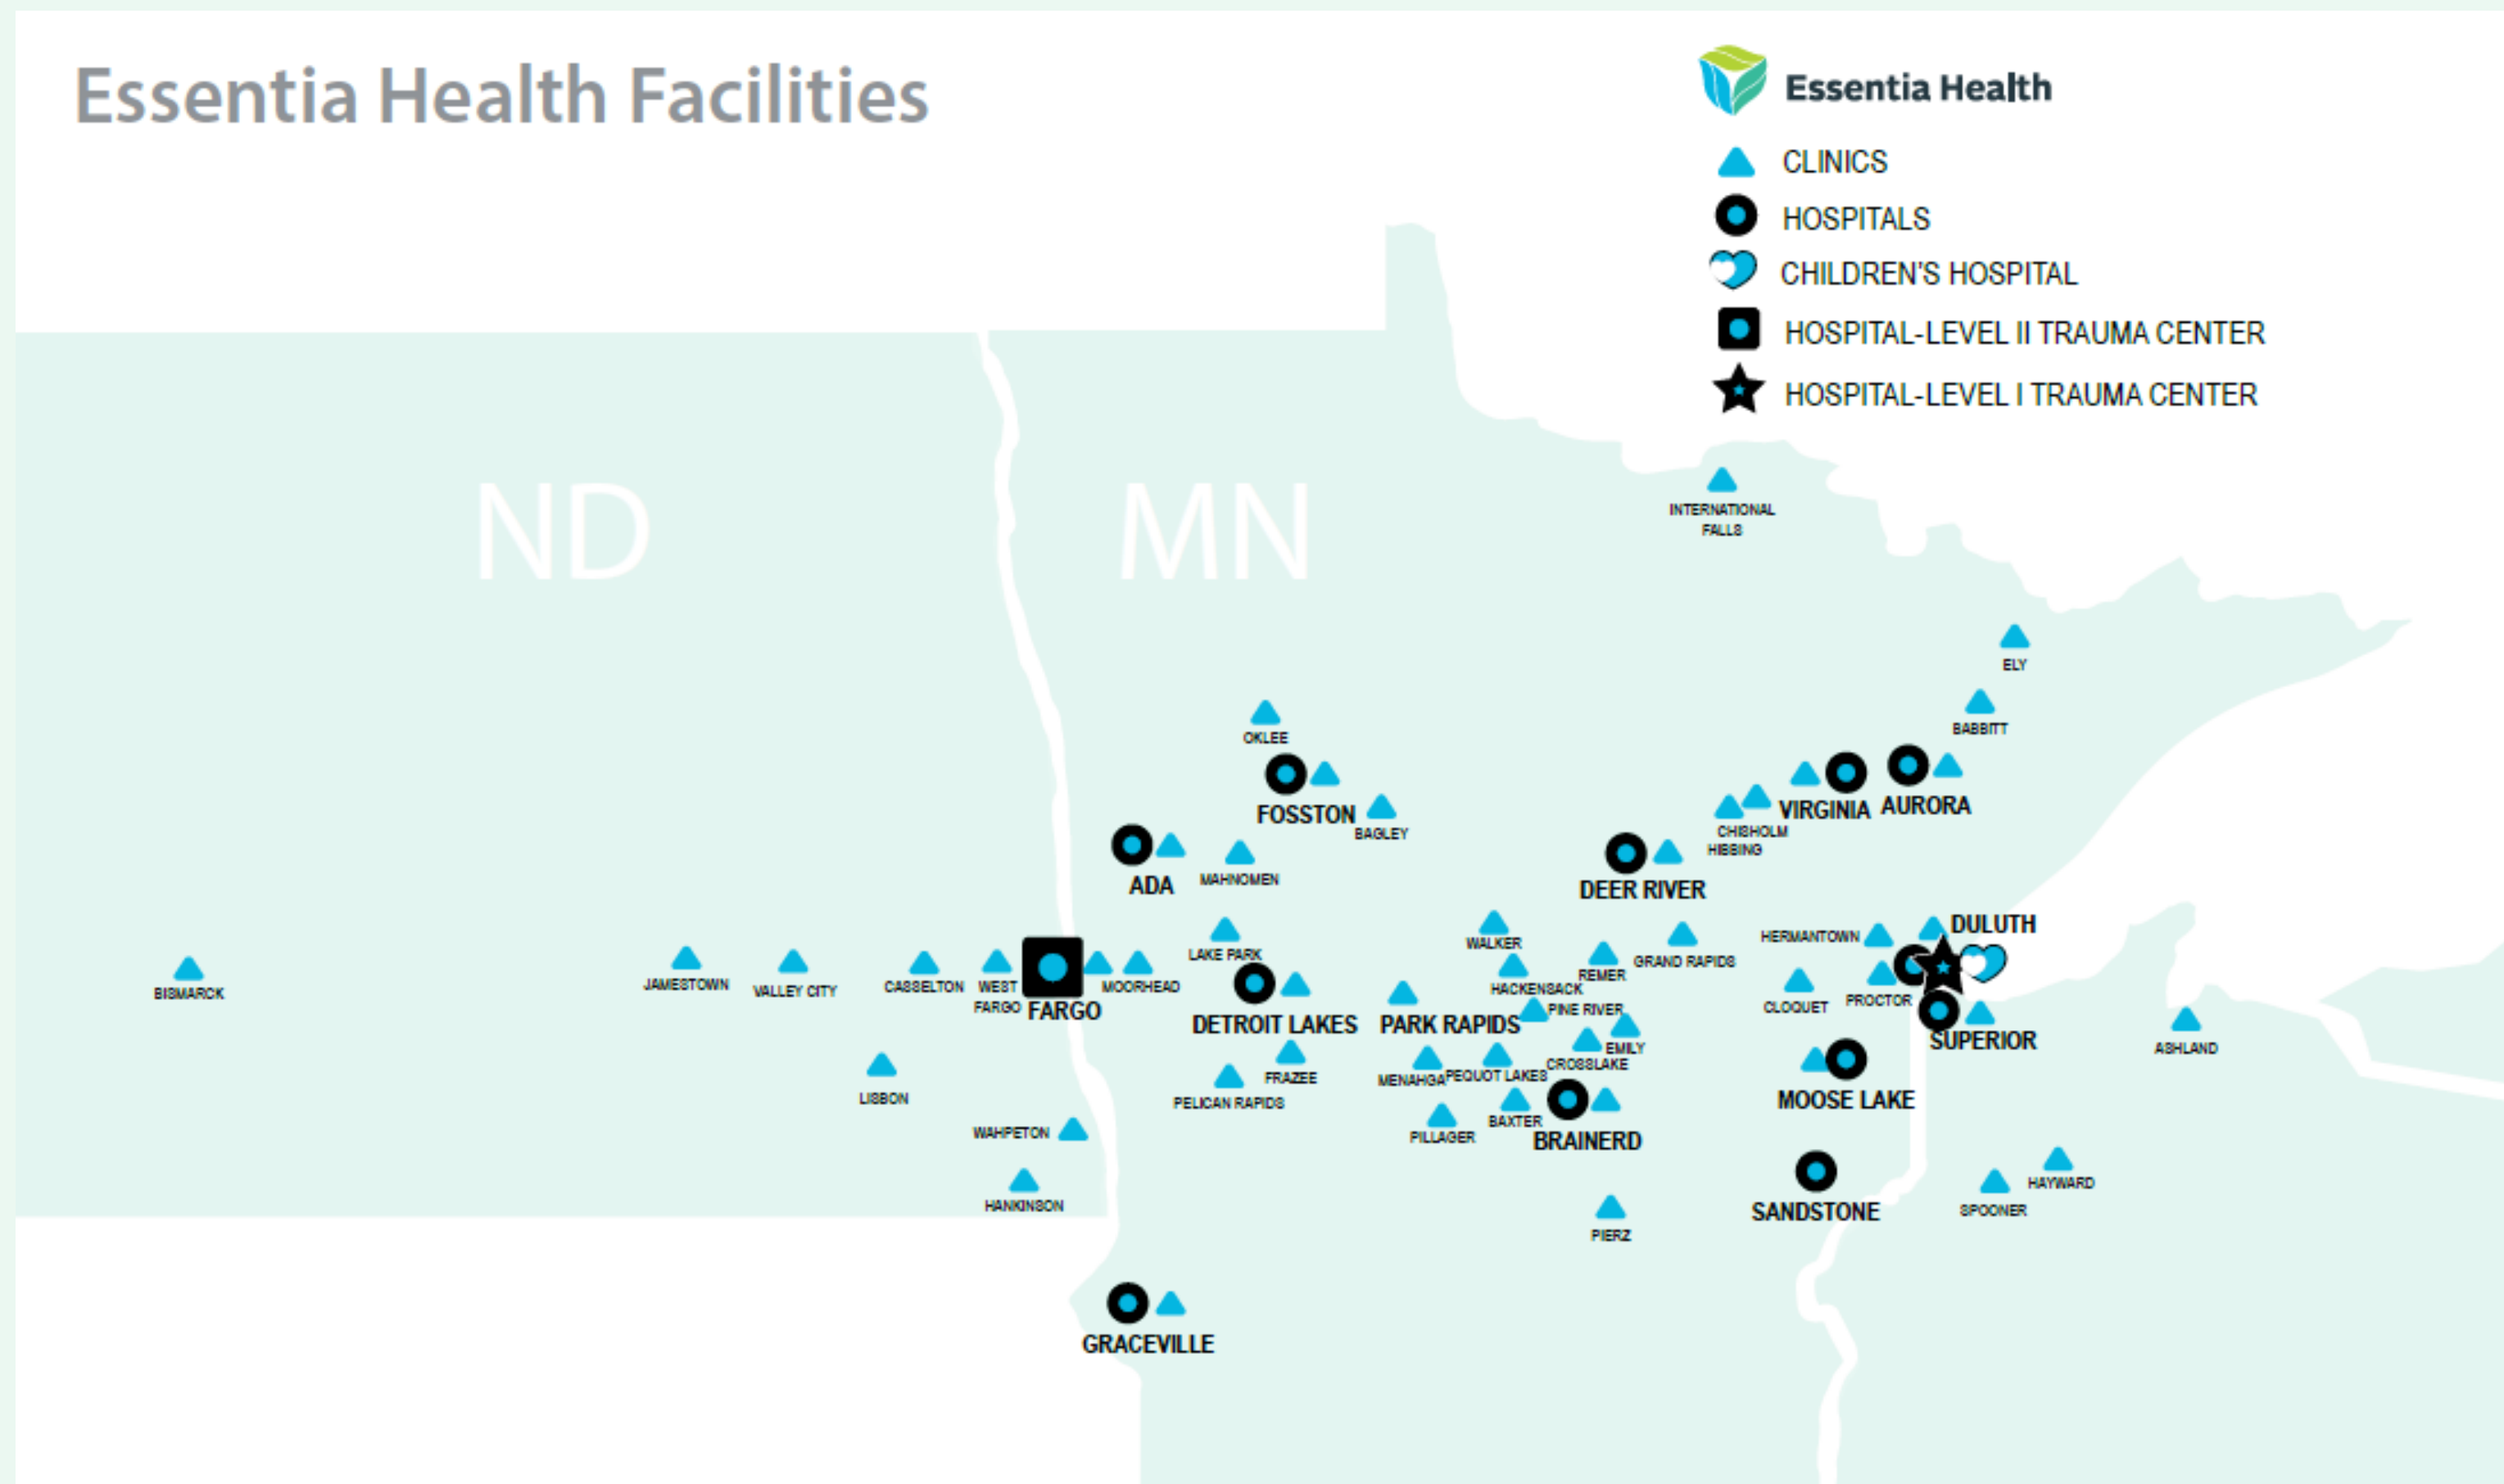 Essentia Health Facilities
Essentia Health
CLINICS
HOSPITALS
CHILDREN'S HOSPITAL
HOSPITAL-LEVEL II TRAUMA CENTER
HOSPITAL-LEVEL I TRAUMA CENTER
ND
MN
INTERNATIONAL
FALLS
ELY
BABBITT
OKLEE
FOSSTON
BAGLEY
VIRGINIA
AURORA
CHISHOLM
HIBBING
ADA
MAHNOMEN
DEER RIVER
LAKE PARK
WALKER
REMER
GRAND RAPIDS
HERMANTOWN
DULUTH
BISMARCK
JAMESTOWN
VALLEY CITY
CASSELTON
WEST
FARGO
FARGO
MOORHEAD
DETROIT LAKES
PARK RAPIDS
HACKENSACK
PINE RIVER
CLOQUET
PROCTOR
SUPERIOR
ASHLAND
EMILY
CROSSLAKE
MENAHGA
PEQUOT LAKES
FRAZEE
PELICAN RAPIDS
LISBON
WAHPETON
HANKINSON
PILLAGER
BAXTER
BRAINERD
MOOSE LAKE
SANDSTONE
PIERZ
SPOONER
HAYWARD
GRACEVILLE